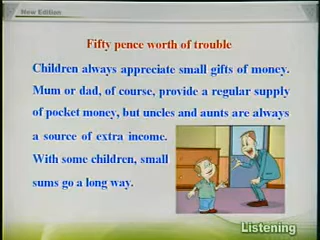 New Edition
Fifty pence worth of trouble
Children always appreciate small gifts of money.
Mum or dad, of course, provide a regular supply
of pocket money, but uncles and aunts are always
a source of extra income.
With some children, small
sums go a long way.
Listening